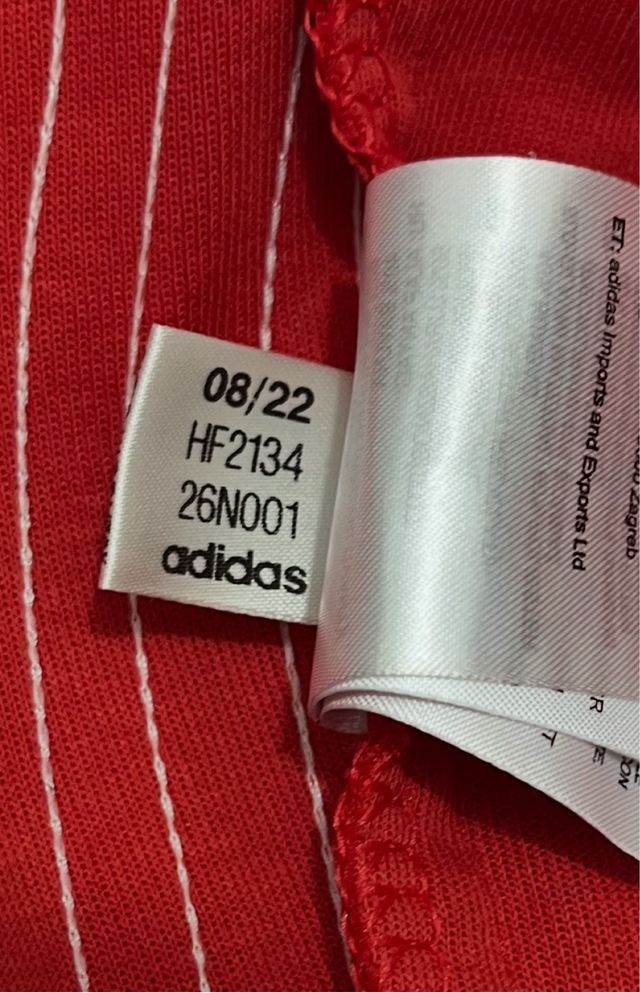 08/22
HF2134
26N001
adidas
ET: adidas Imports and Exports Ltd
Zagreb